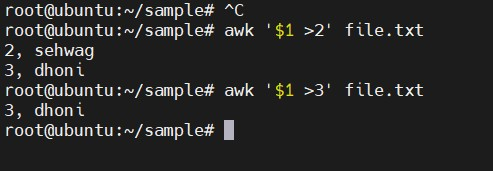 root@ubuntu:~/sample# ^C
root@ubuntu:~/sample# awk '$1 >2' file.txt
2, sehwag
3, dhoni
root@ubuntu:~/sample# awk '$1 >3' file.txt
3, dhoni
root@ubuntu:~/sample#